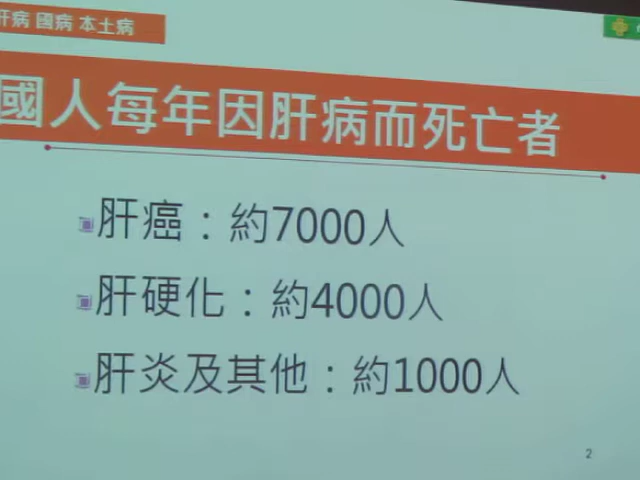 肝病 國病 本土病
國人每年因肝病而死亡者
肝癌：約7000人
肝硬化：約4000人
肝炎及其他：約1000人
2